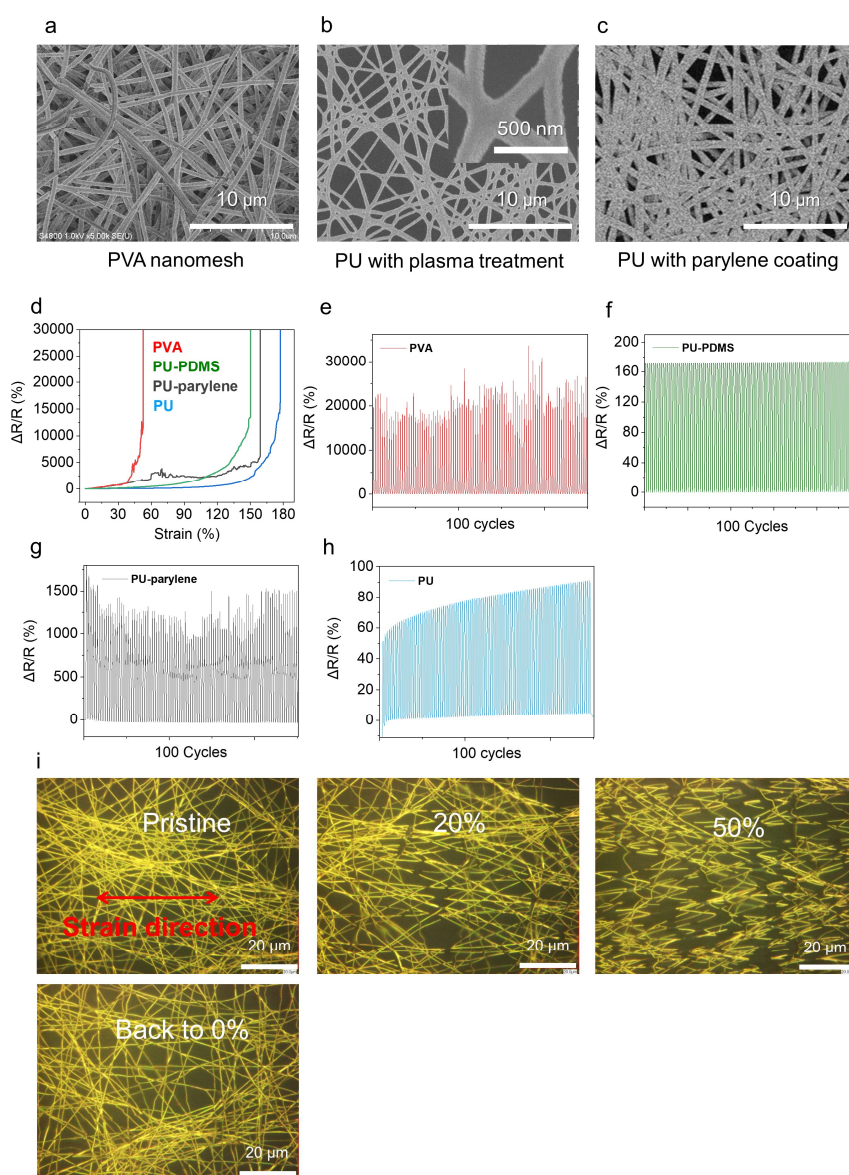 a
b
c
10 μm
S4800 1.0kV x5.00k SE(U)
10.0um
500 nm
10 μm
10 μm
PVA nanomesh
PU with plasma treatment
PU with parylene coating
d
e
f
30000
25000
20000
15000
10000
5000
0
ΔR/R (%)
PVA
PU-PDMS
PU-parylene
PU
0 30 60 90 120 150 180
Strain (%)
30000
20000
10000
0
ΔR/R (%)
PVA
100 cycles
200
160
120
80
40
0
ΔR/R (%)
PU-PDMS
100 Cycles
g
h
1500
1000
500
0
ΔR/R (%)
PU-parylene
100 Cycles
100
80
60
40
20
0
ΔR/R (%)
PU
100 cycles
i
Pristine
Strain direction
20 μm
20%
20 μm
50%
20 μm
Back to 0%
20 μm